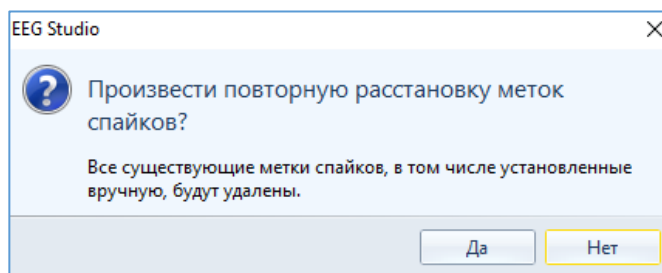 EEG Studio
Произвести повторную расстановку меток
спайков?
Все существующие метки спайков, в том числе установленные
вручную, будут удалены.
Да
Нет